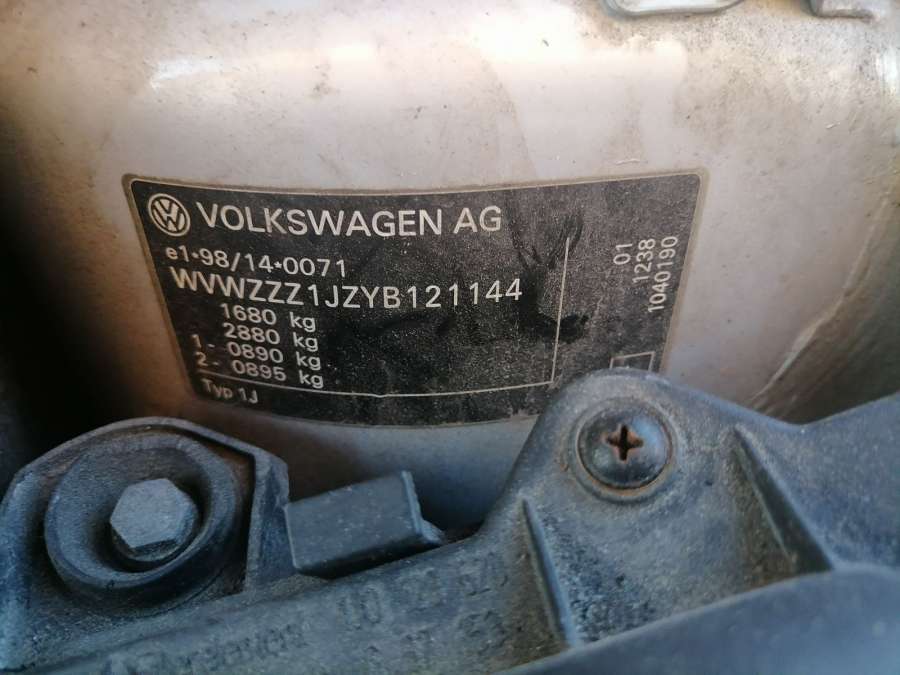 VOLKSWAGEN AG
e1*98/14*0071
WVWZZZ1JZYB121144
1680 kg
2880 kg
1- 0890 kg
2- 0895 kg
Typ 1J
01
1238
1040190